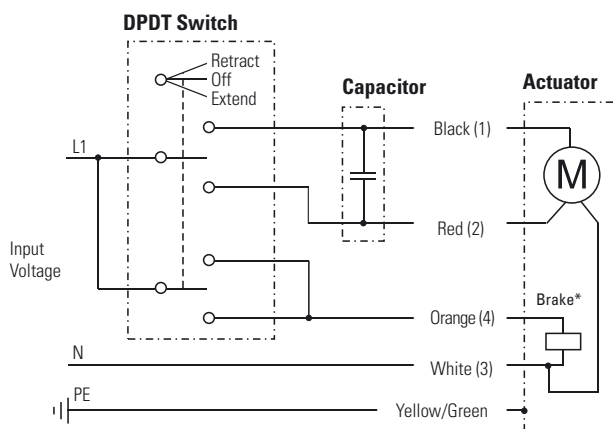 DPDT Switch
Retract
Off
Extend
Capacitor
Actuator
L1
Black (1)
M
Red (2)
Input
Voltage
Brake*
Orange (4)
N
White (3)
PE
Yellow/Green